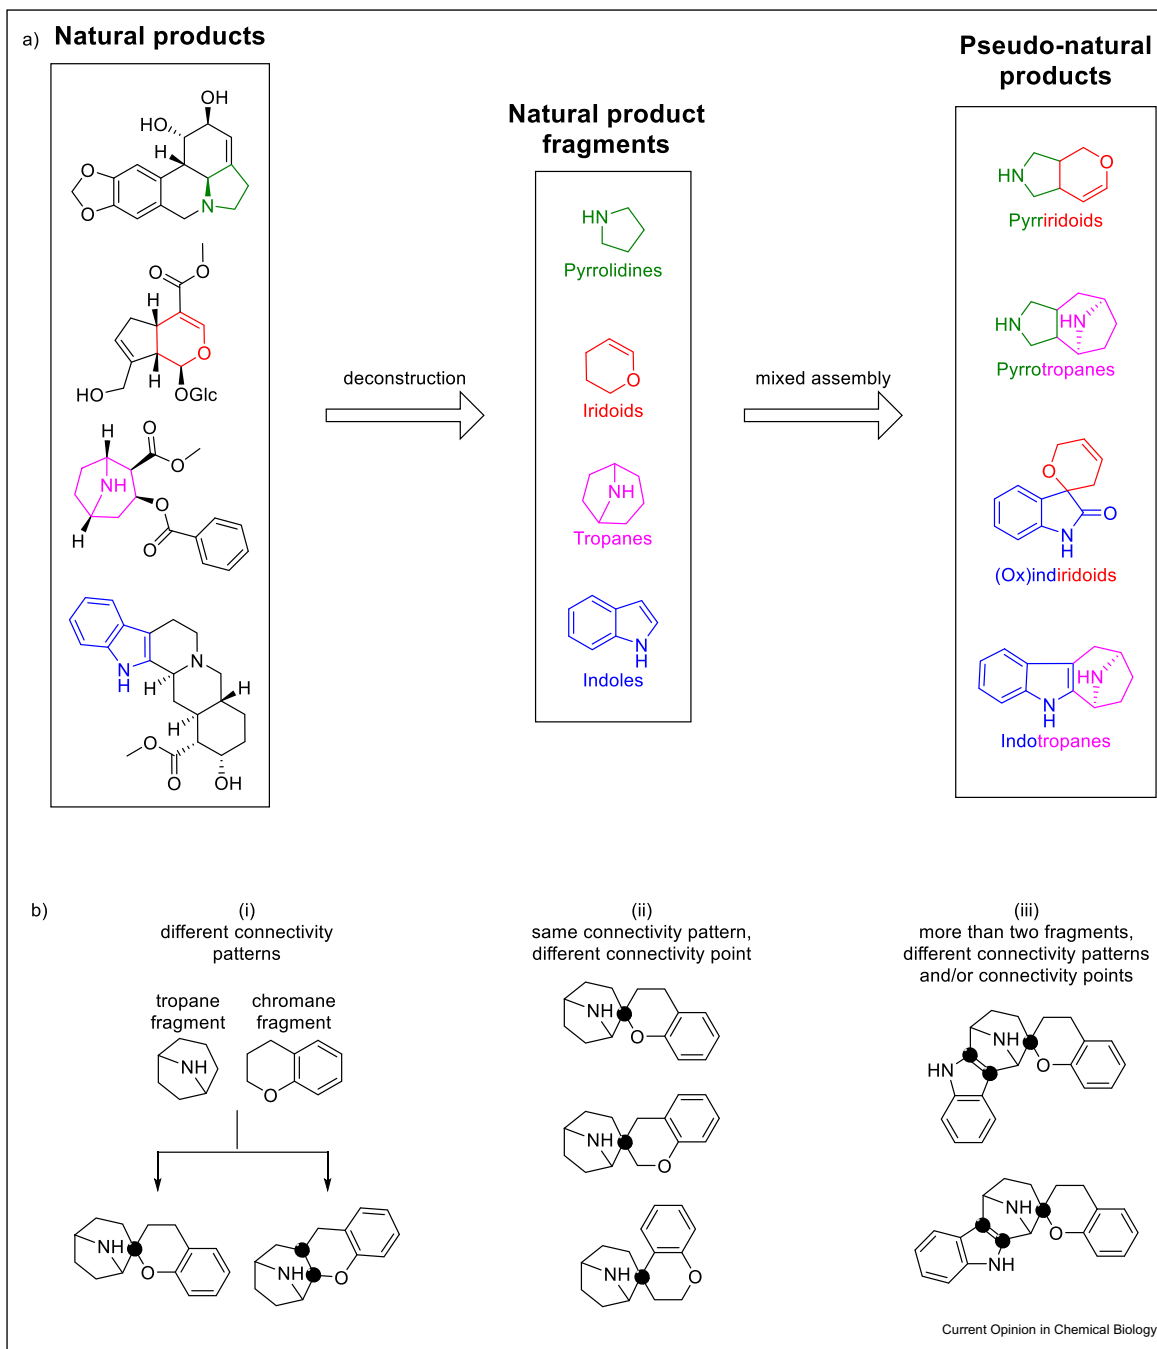 a)
Natural products
OH
HO
H
O
O
N
O
O
H
O
H
HO
OGlc
H
O
O
NH
O
H
O
N
H
N
H
H
H
O
O
OH
deconstruction
Natural product
fragments
HN
Pyrrolidines
O
Iridoids
NH
Tropanes
N
H
Indoles
mixed assembly
Pseudo-natural
products
HN
O
Pyrriridoids
HN
HN
Pyrrotropanes
O
O
N
H
(Ox)indiridoids
HN
N
H
Indotropanes
b)
(i)
different connectivity
patterns
tropane
fragment
chromane
fragment
NH
O
NH
O
NH
O
(ii)
same connectivity pattern,
different connectivity point
NH
O
NH
O
NH
O
(iii)
more than two fragments,
different connectivity patterns
and/or connectivity points
NH
O
HN
NH
O
NH
Current Opinion in Chemical Biology